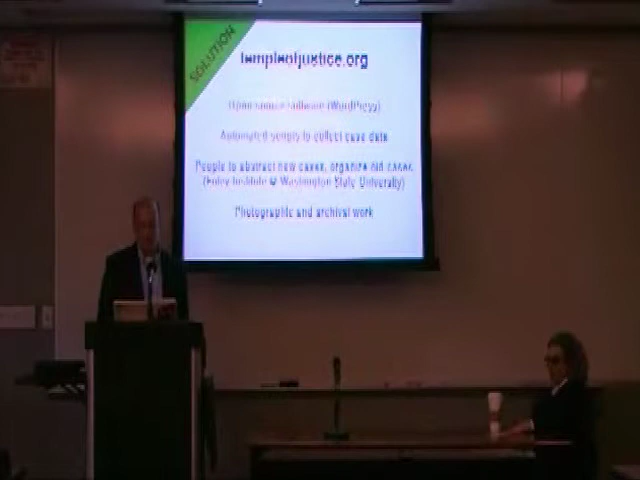 SOLUTION
templeofjustice.org
Open source software (WordPress)
Automated scripts to collect case data
People to abstract new cases, organize old cases
(Foley Institute @ Washington State University)
Photographic and archival work